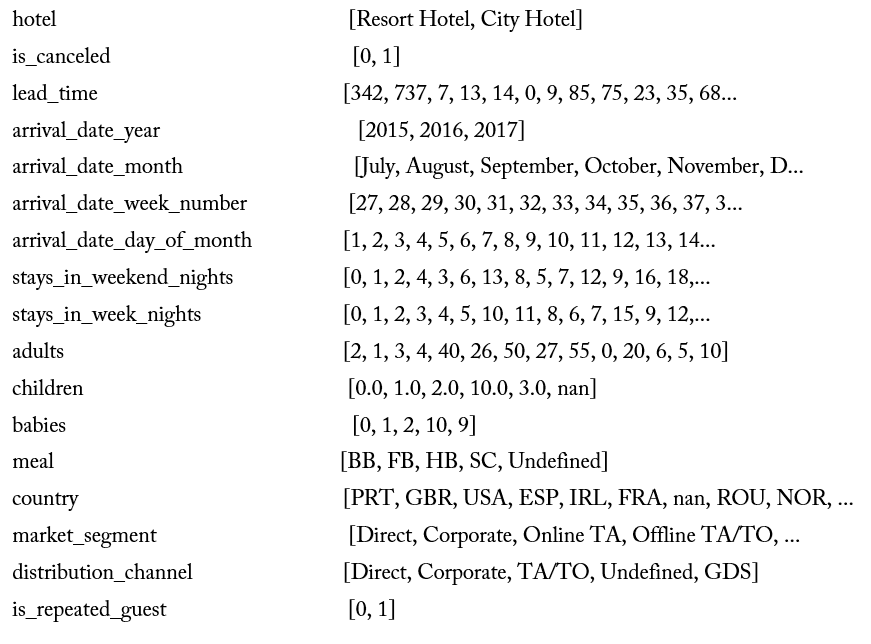 hotel [Resort Hotel, City Hotel]
is_canceled [0, 1]
lead_time [342, 737, 7, 13, 14, 0, 9, 85, 75, 23, 35, 68...
arrival_date_year [2015, 2016, 2017]
arrival_date_month [July, August, September, October, November, D...
arrival_date_week_number [27, 28, 29, 30, 31, 32, 33, 34, 35, 36, 37, 3...
arrival_date_day_of_month [1, 2, 3, 4, 5, 6, 7, 8, 9, 10, 11, 12, 13, 14...
stays_in_weekend_nights [0, 1, 2, 4, 3, 6, 13, 8, 5, 7, 12, 9, 16, 18,...
stays_in_week_nights [0, 1, 2, 3, 4, 5, 10, 11, 8, 6, 7, 15, 9, 12,...
adults [2, 1, 3, 4, 40, 26, 50, 27, 55, 0, 20, 6, 5, 10]
children [0.0, 1.0, 2.0, 10.0, 3.0, nan]
babies [0, 1, 2, 10, 9]
meal [BB, FB, HB, SC, Undefined]
country [PRT, GBR, USA, ESP, IRL, FRA, nan, ROU, NOR, ...
market_segment [Direct, Corporate, Online TA, Offline TA/TO, ...
distribution_channel [Direct, Corporate, TA/TO, Undefined, GDS]
is_repeated_guest [0, 1]